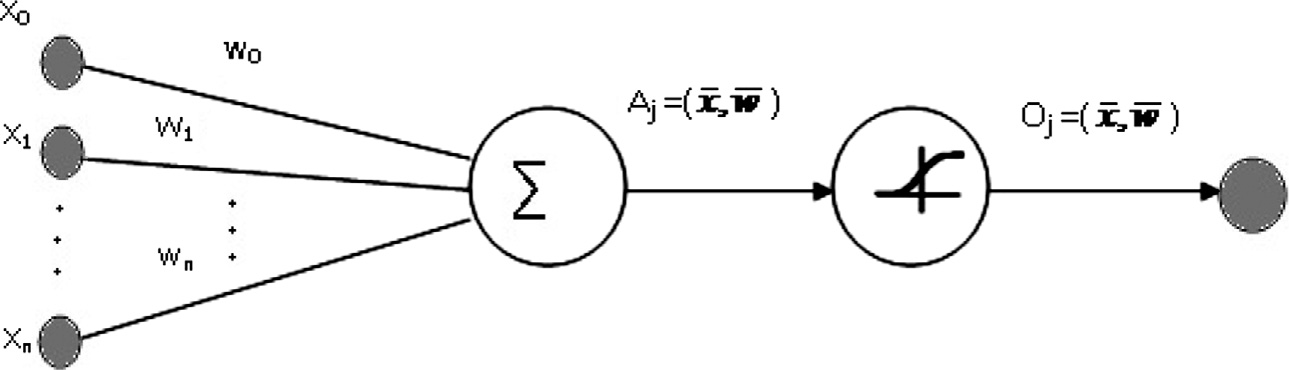 X₀
w₀
X₁
W₁
Wₙ
Xₙ
∑
Aⱼ=(x̅,w̅)
Oⱼ=(x̅,w̅)